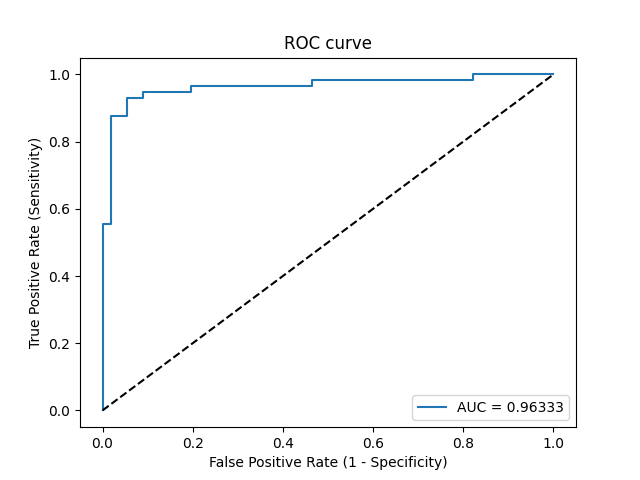 ROC curve
True Positive Rate (Sensitivity)
1.0
0.8
0.6
0.4
0.2
0.0
AUC = 0.96333
0.0 0.2 0.4 0.6 0.8 1.0
False Positive Rate (1 - Specificity)